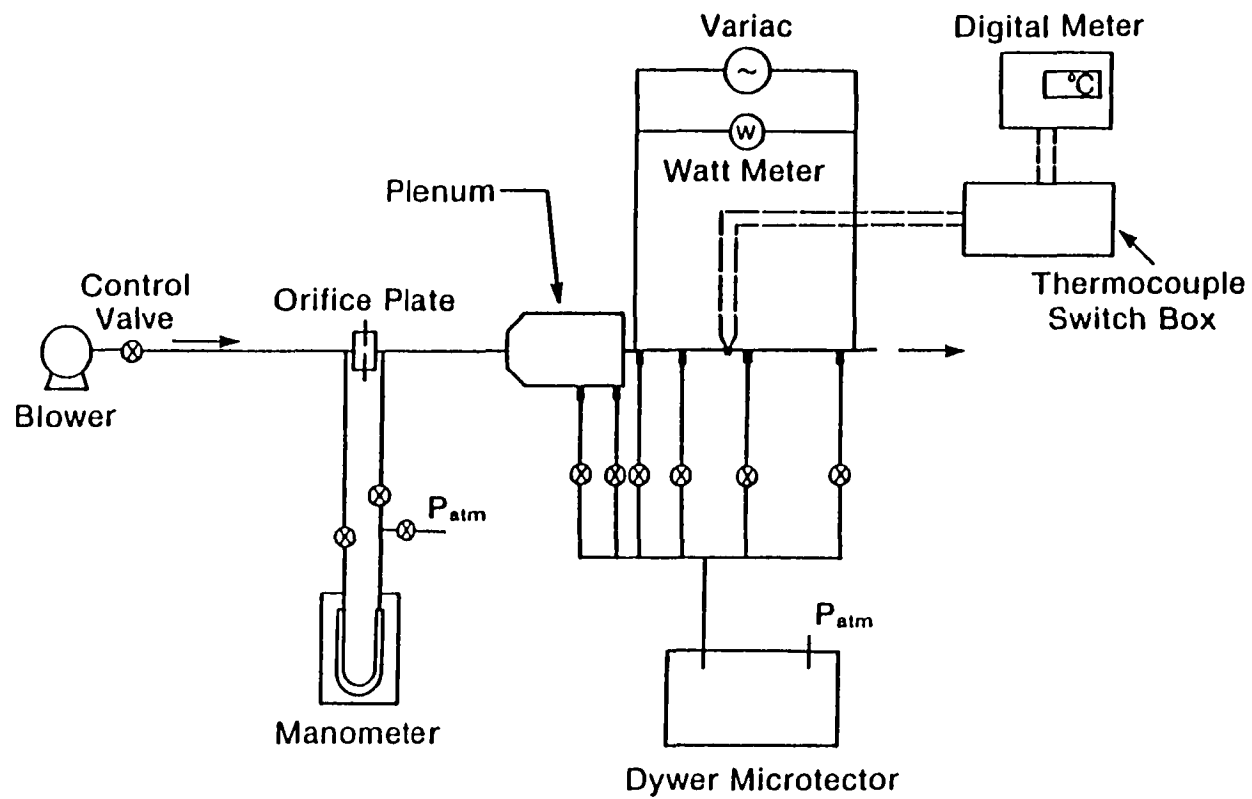 Variac
~
Digital Meter
°C
W
Watt Meter
Plenum
Control
Valve
Orifice Plate
Thermocouple
Switch Box
Blower
Patm
Patm
Manometer
Dywer Microtector